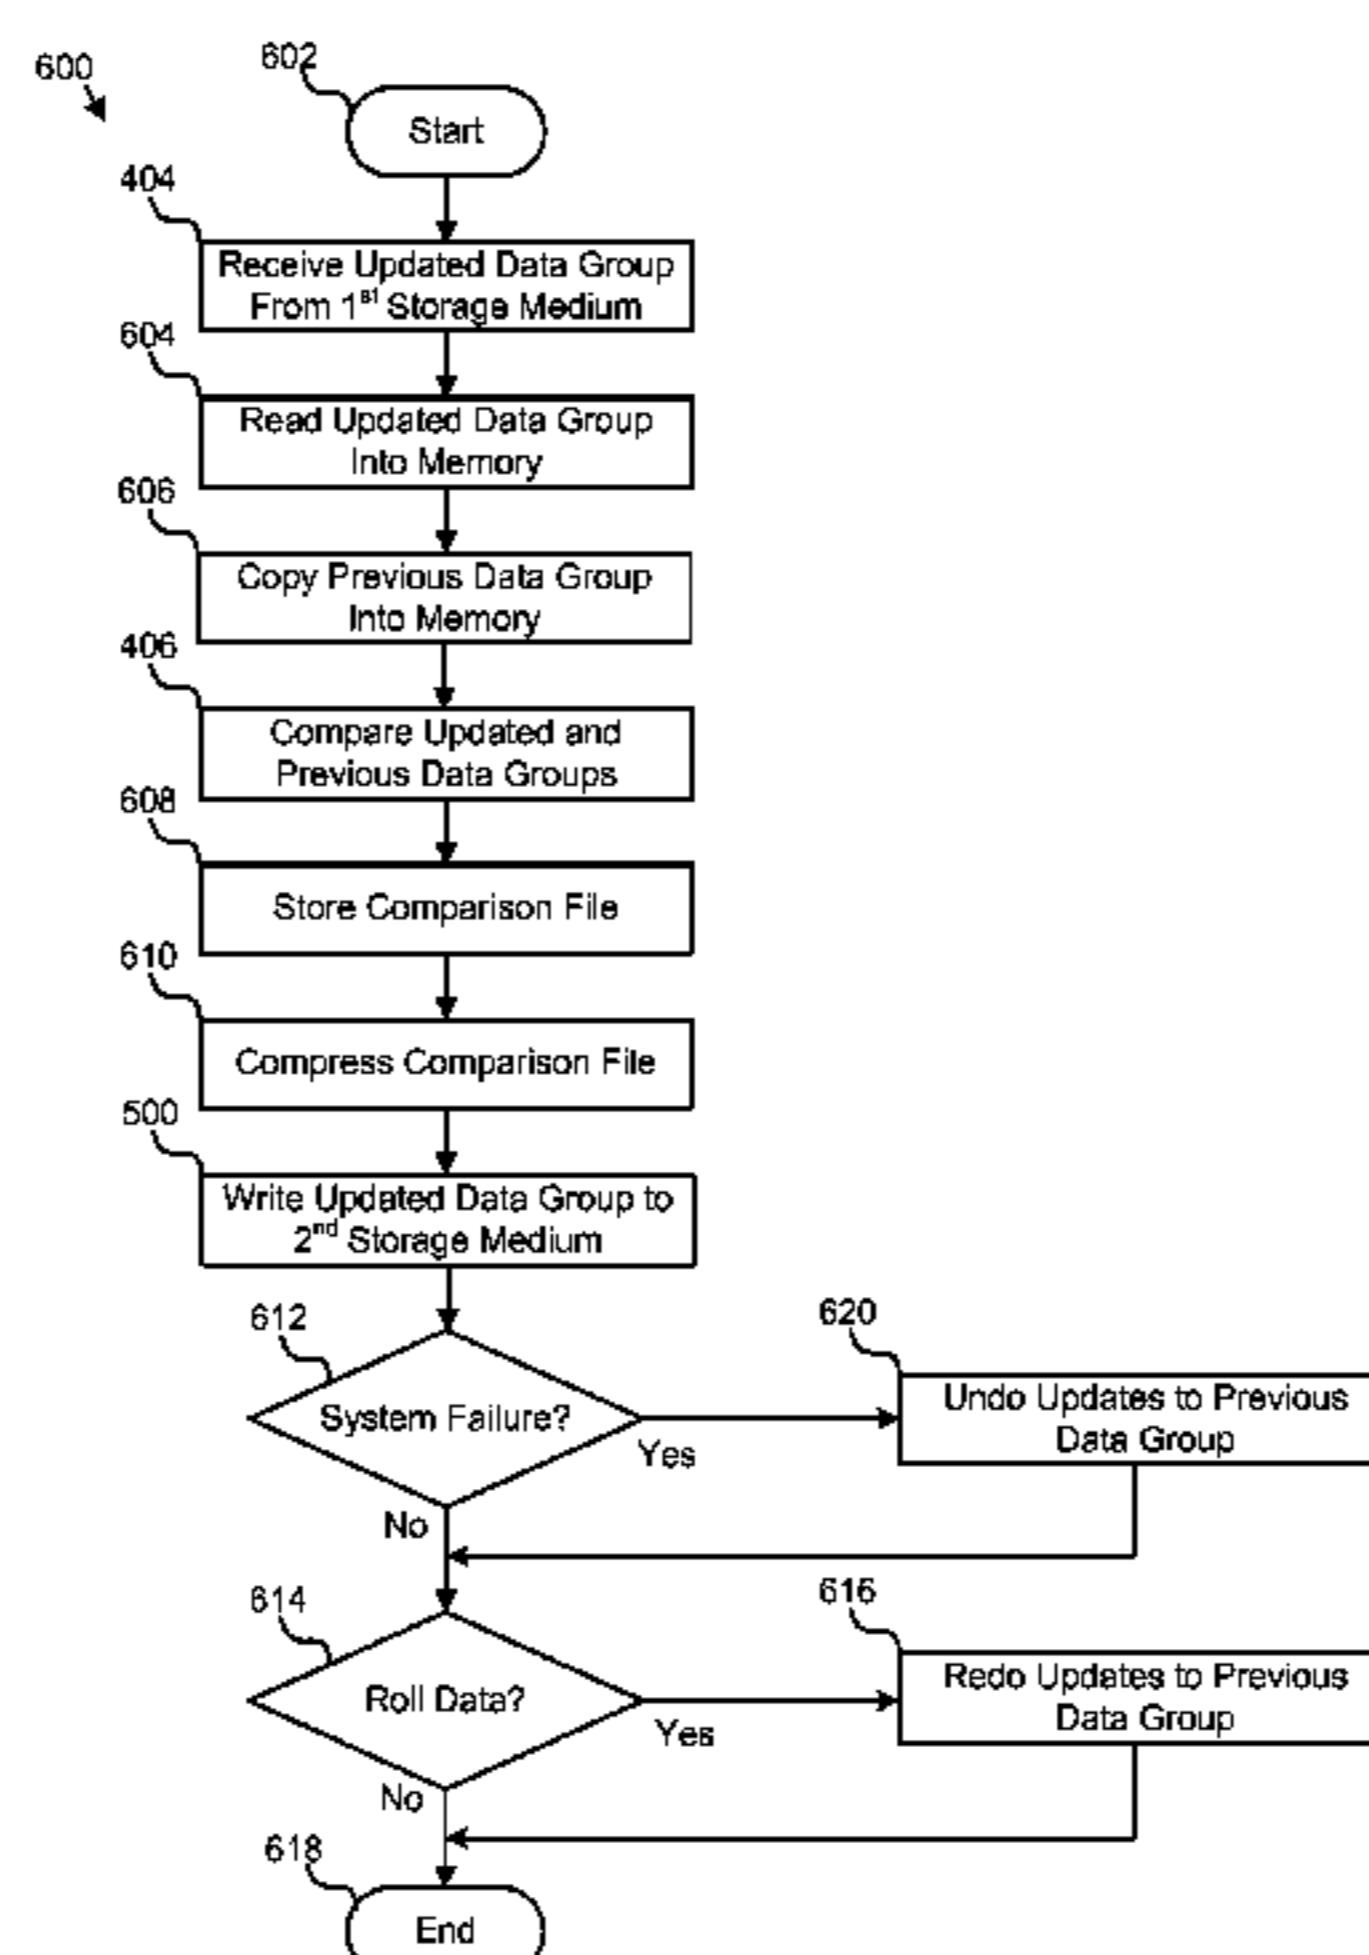 600
602
Start
404
Receive Updated Data Group
From 1st Storage Medium
604
Read Updated Data Group
Into Memory
606
Copy Previous Data Group
Into Memory
406
Compare Updated and
Previous Data Groups
608
Store Comparison File
610
Compress Comparison File
500
Write Updated Data Group to
2nd Storage Medium
612
System Failure?
Yes
No
620
Undo Updates to Previous
Data Group
614
Roll Data?
Yes
No
616
Redo Updates to Previous
Data Group
618
End